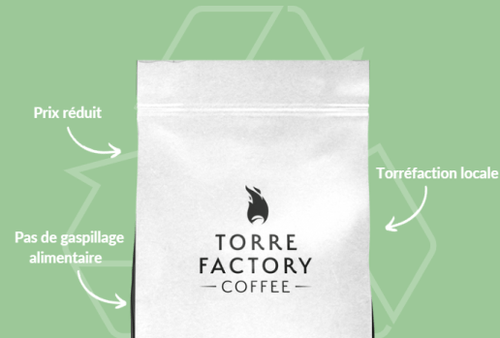 Prix réduit
Torréfaction locale
Pas de gaspillage
alimentaire
TORRE
FACTORY
COFFEE